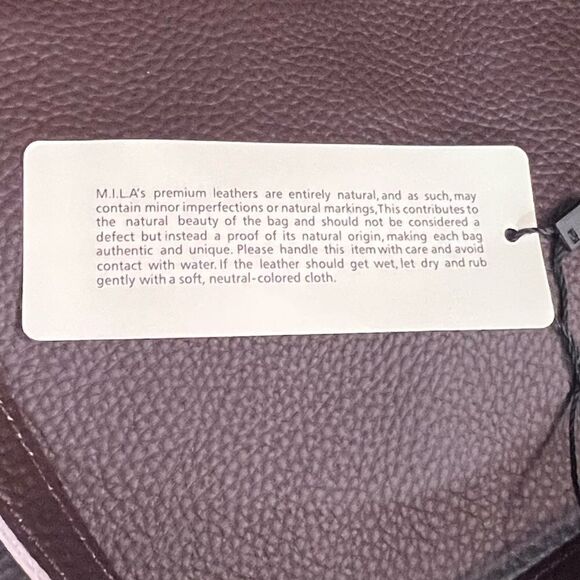 M.I.L.A's premium leathers are entirely natural, and as such, may
contain minor imperfections or natural markings,This contributes to
the natural beauty of the bag and should not be considered a
defect but instead a proof of its natural origin, making each bag
authentic and unique. Please handle this item with care and avoid
contact with water. If the leather should get wet, let dry and rub
gently with a soft, neutral-colored cloth.